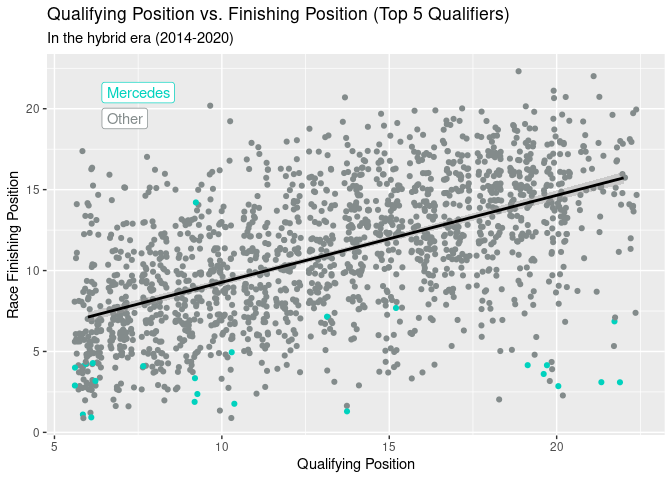 Qualifying Position vs. Finishing Position (Top 5 Qualifiers)
In the hybrid era (2014-2020)
Mercedes
Other
20
15
10
5
0
Race Finishing Position
5 10 15 20
Qualifying Position